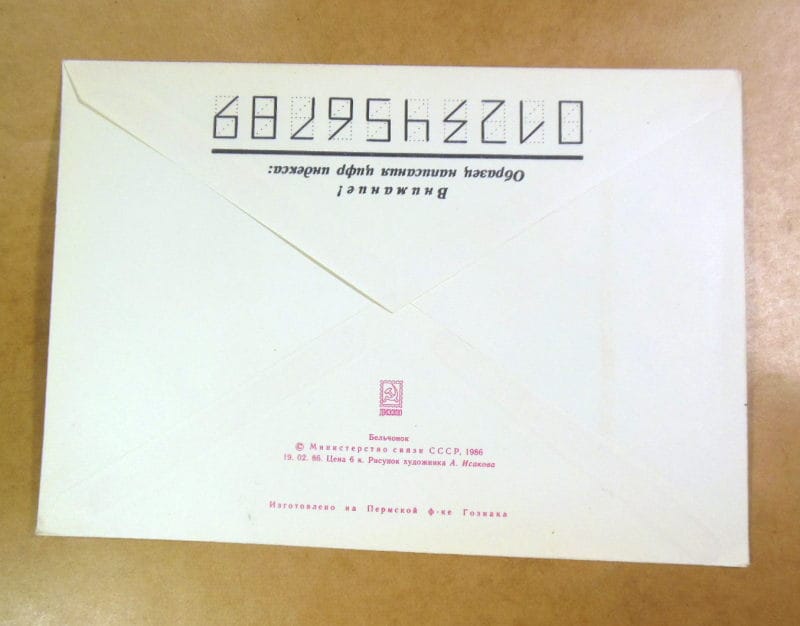 Внимание!
Образец написания цифр индекса:
0123456789
Бельчонок
© Министерство связи СССР, 1986
19. 02. 86. Цена 6 к. Рисунок художника А. Исакова
Изготовлено на Пермской ф-ке Гознака